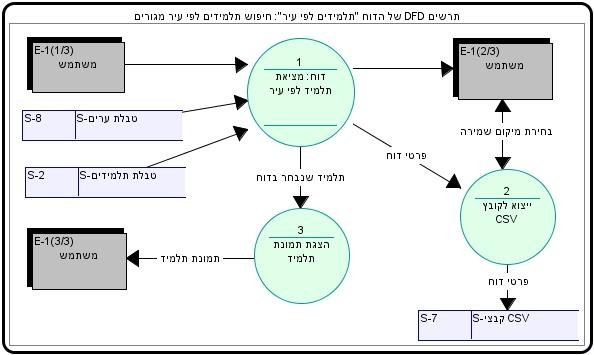 תרשים DFD של הדוח "תלמידים לפי עיר": חיפוש תלמידים לפי עיר מגורים
E-1(1/3)
משתמש
1
דוח: מציאת
תלמיד לפי עיר
E-1(2/3)
משתמש
S-8
S-טבלת ערים
S-2
S-טבלת תלמידים
פרטי דוח
בחירת מיקום שמירה
תלמיד שנבחר בדוח
2
ייצוא לקובץ
CSV
E-1(3/3)
משתמש
תמונת תלמיד
3
הצגת תמונת
תלמיד
פרטי דוח
S-7
S-קבצי CSV